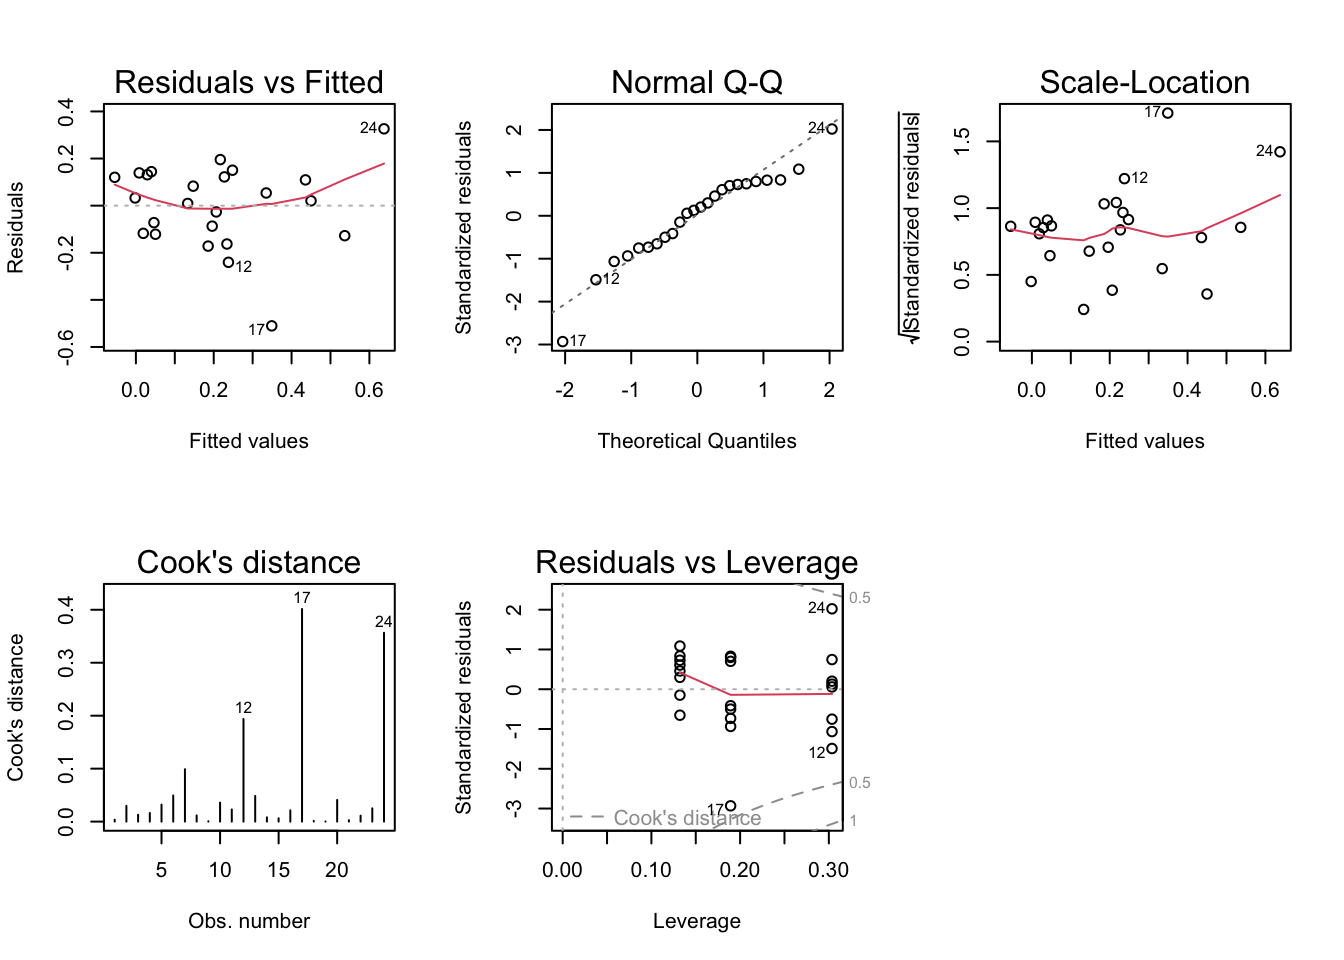 Residuals vs Fitted
Residuals
0.4
0.2
-0.2
-0.6
24
12
17
0.0 0.2 0.4 0.6
Fitted values
Normal Q-Q
Standardized residuals
2
1
0
-1
-2
-3
24
12
17
-2 -1 0 1 2
Theoretical Quantiles
Scale-Location
√|Standardized residuals|
1.5
1.0
0.5
0.0
17
24
12
0.0 0.2 0.4 0.6
Fitted values
Cook's distance
Cook's distance
0.4
0.3
0.2
0.1
0.0
17
24
12
5 10 15 20
Obs. number
Residuals vs Leverage
Standardized residuals
2
1
0
-1
-2
-3
24
12
17
0.5
0.5
1
Cook's distance
0.00 0.10 0.20 0.30
Leverage